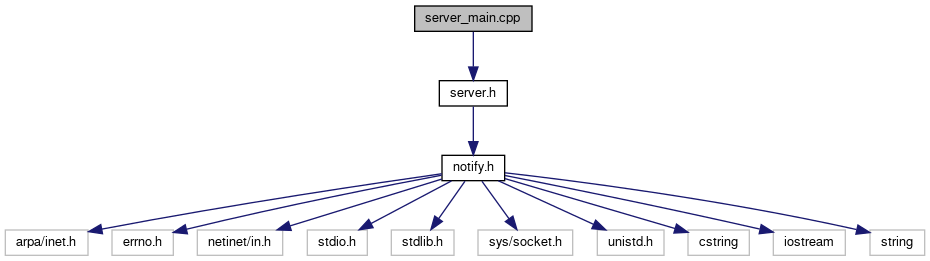 server_main.cpp
server.h
notify.h
arpa/inet.h
errno.h
netinet/in.h
stdio.h
stdlib.h
sys/socket.h
unistd.h
cstring
iostream
string